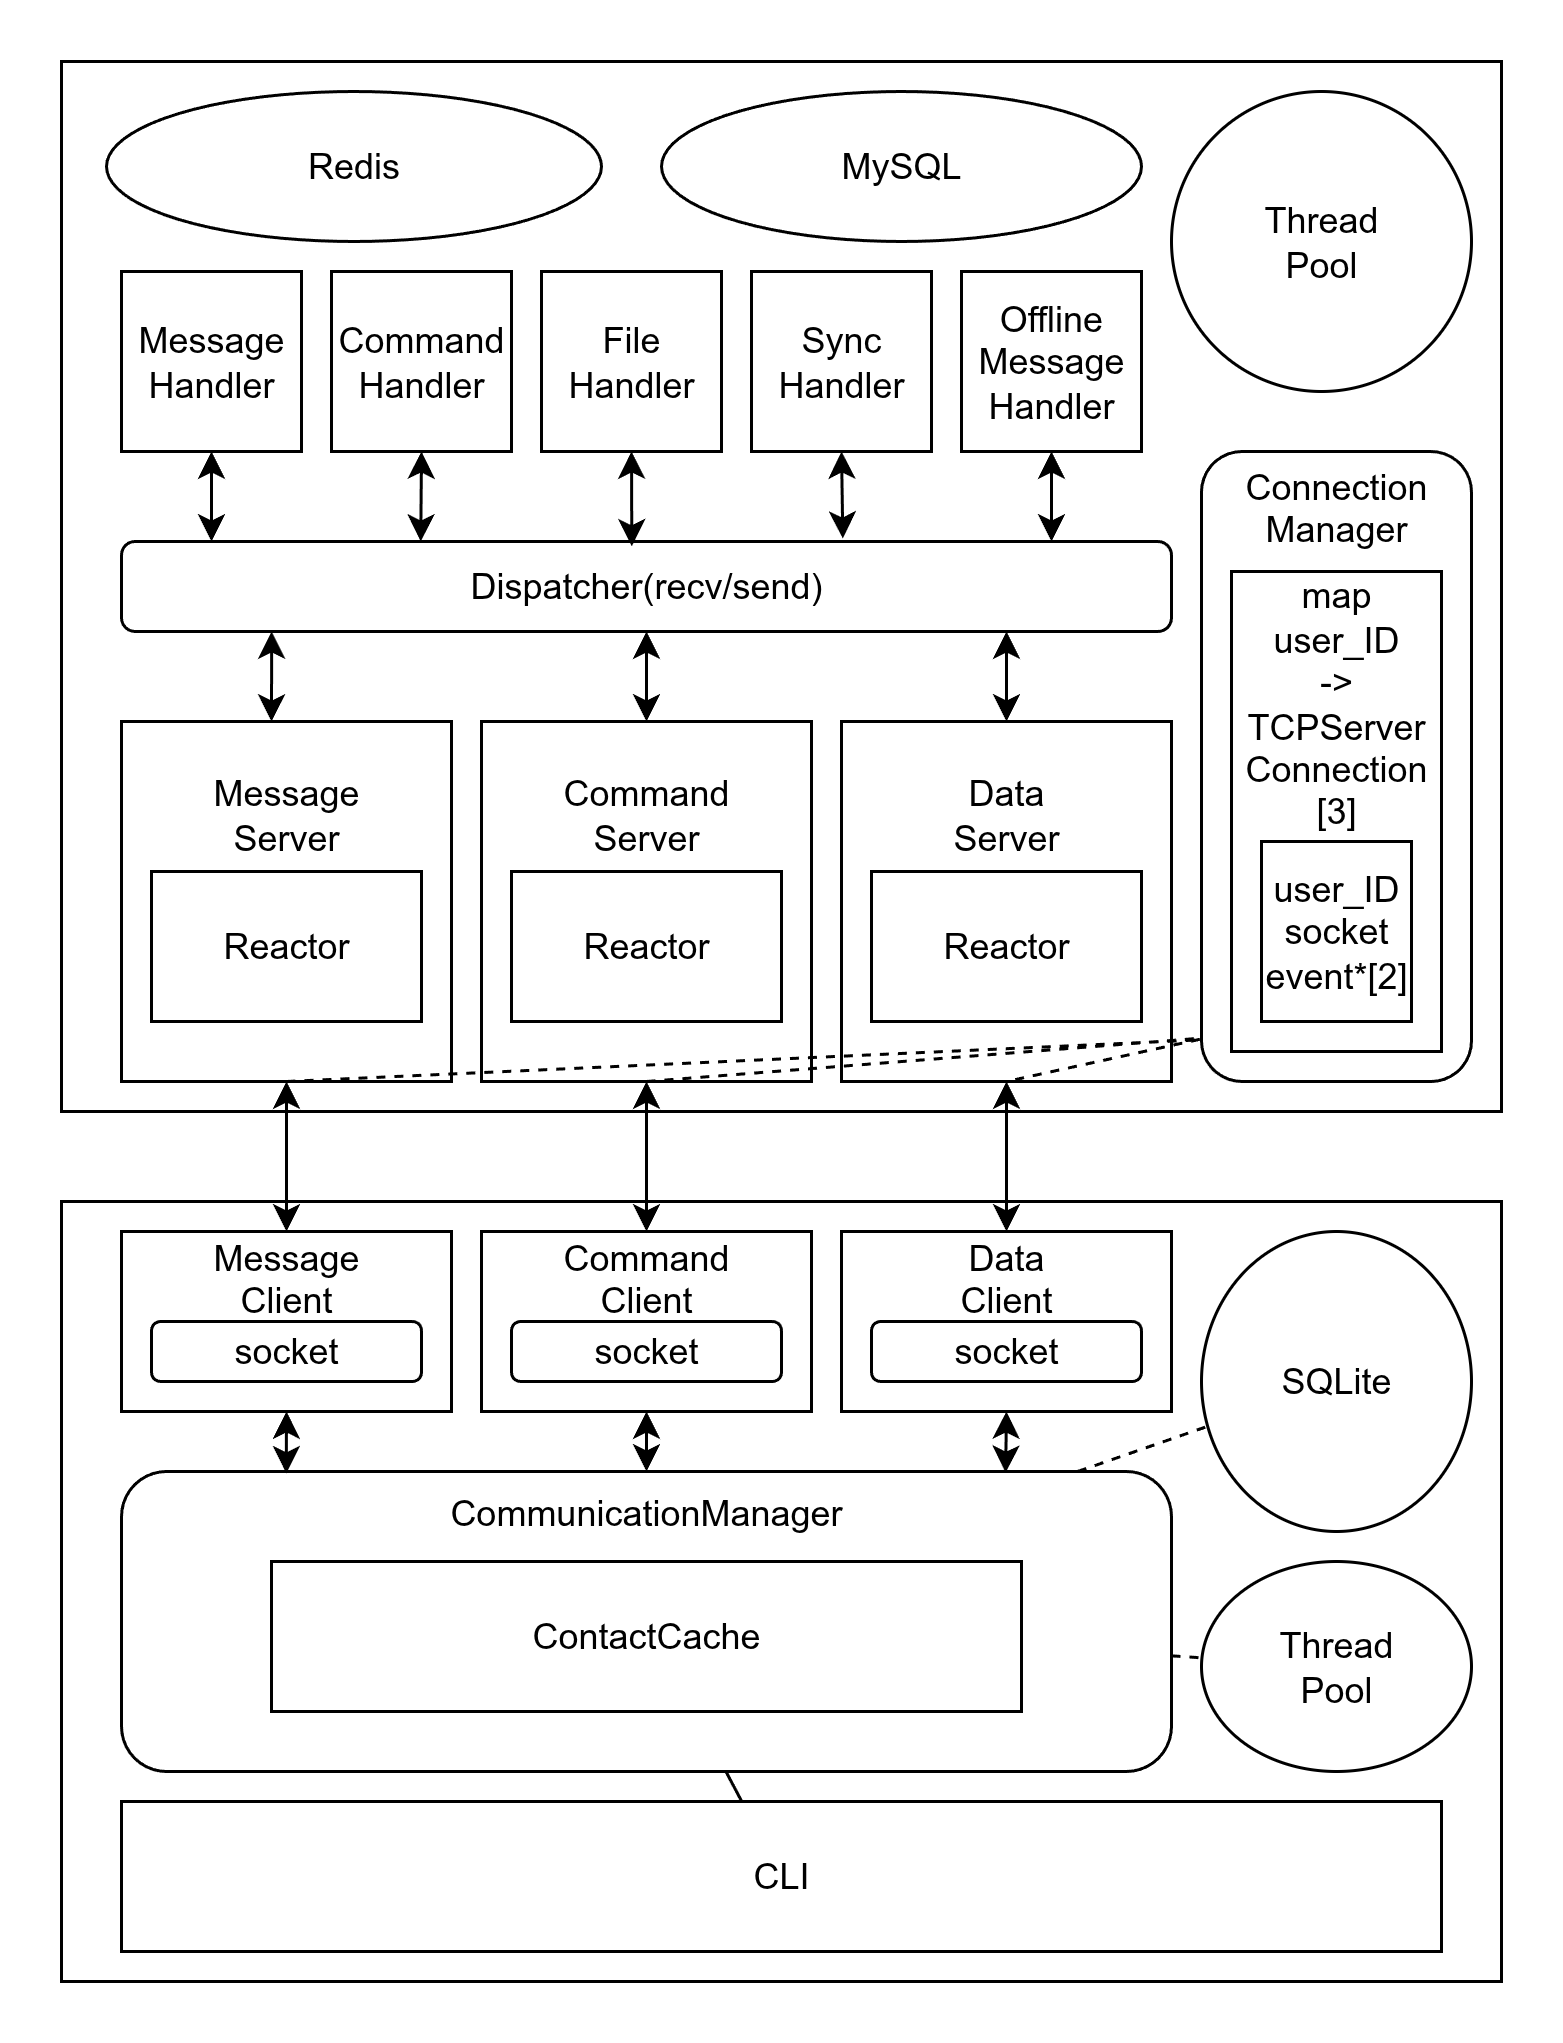 Redis
MySQL
Thread
Pool
Message
Handler
Command
Handler
File
Handler
Sync
Handler
Offline
Message
Handler
Connection
Manager
map
user_ID
->
TCPServer
Connection
[3]
user_ID
socket
event*[2]
Dispatcher(recv/send)
Message
Server
Reactor
Command
Server
Reactor
Data
Server
Reactor
Message
Client
socket
Command
Client
socket
Data
Client
socket
SQLite
CommunicationManager
ContactCache
Thread
Pool
CLI